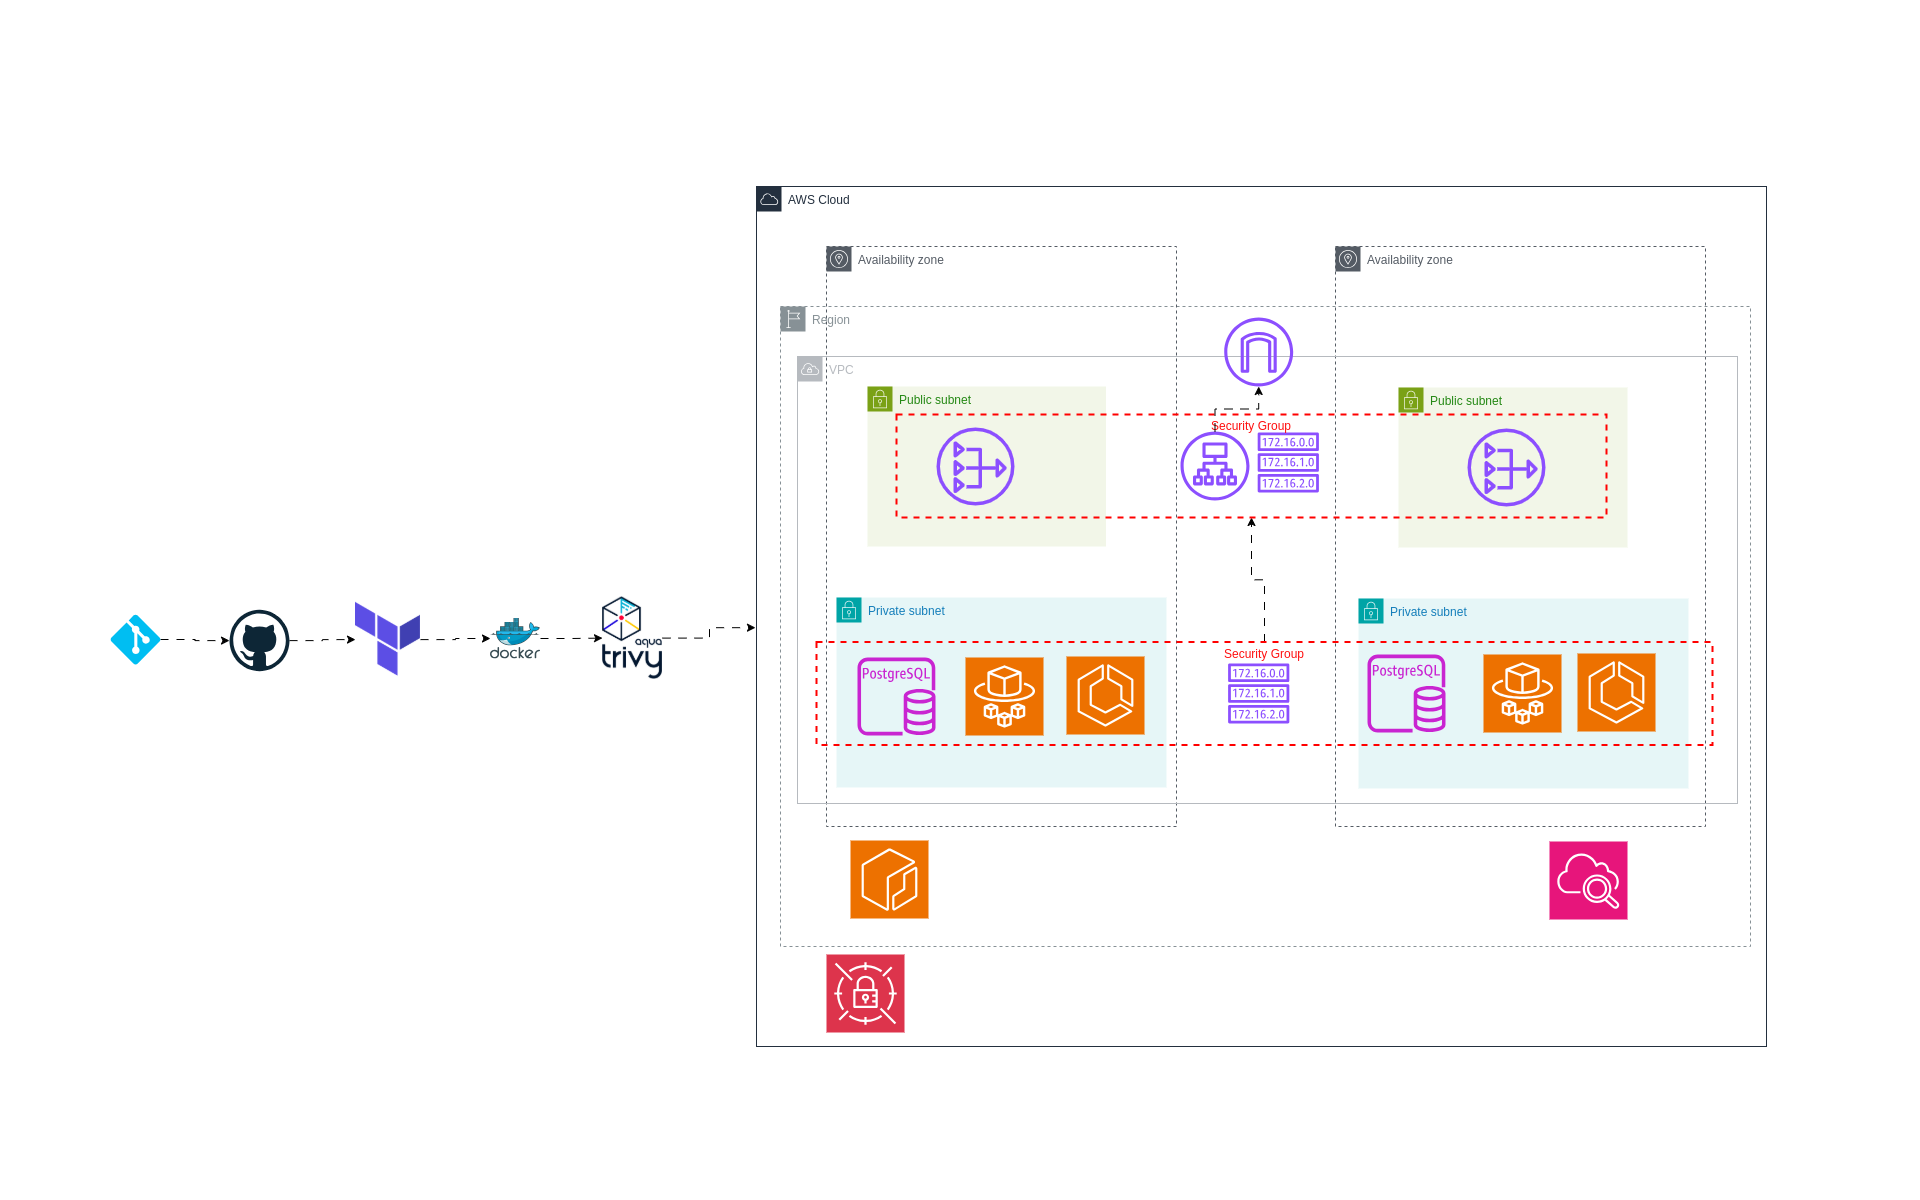 AWS Cloud
Availability zone
Availability zone
Region
VPC
Public subnet
Public subnet
Security Group
172.16.0.0
172.16.1.0
172.16.2.0
docker
aqua
trivy
Private subnet
Private subnet
Security Group
PostgreSQL
172.16.0.0
172.16.1.0
172.16.2.0
PostgreSQL